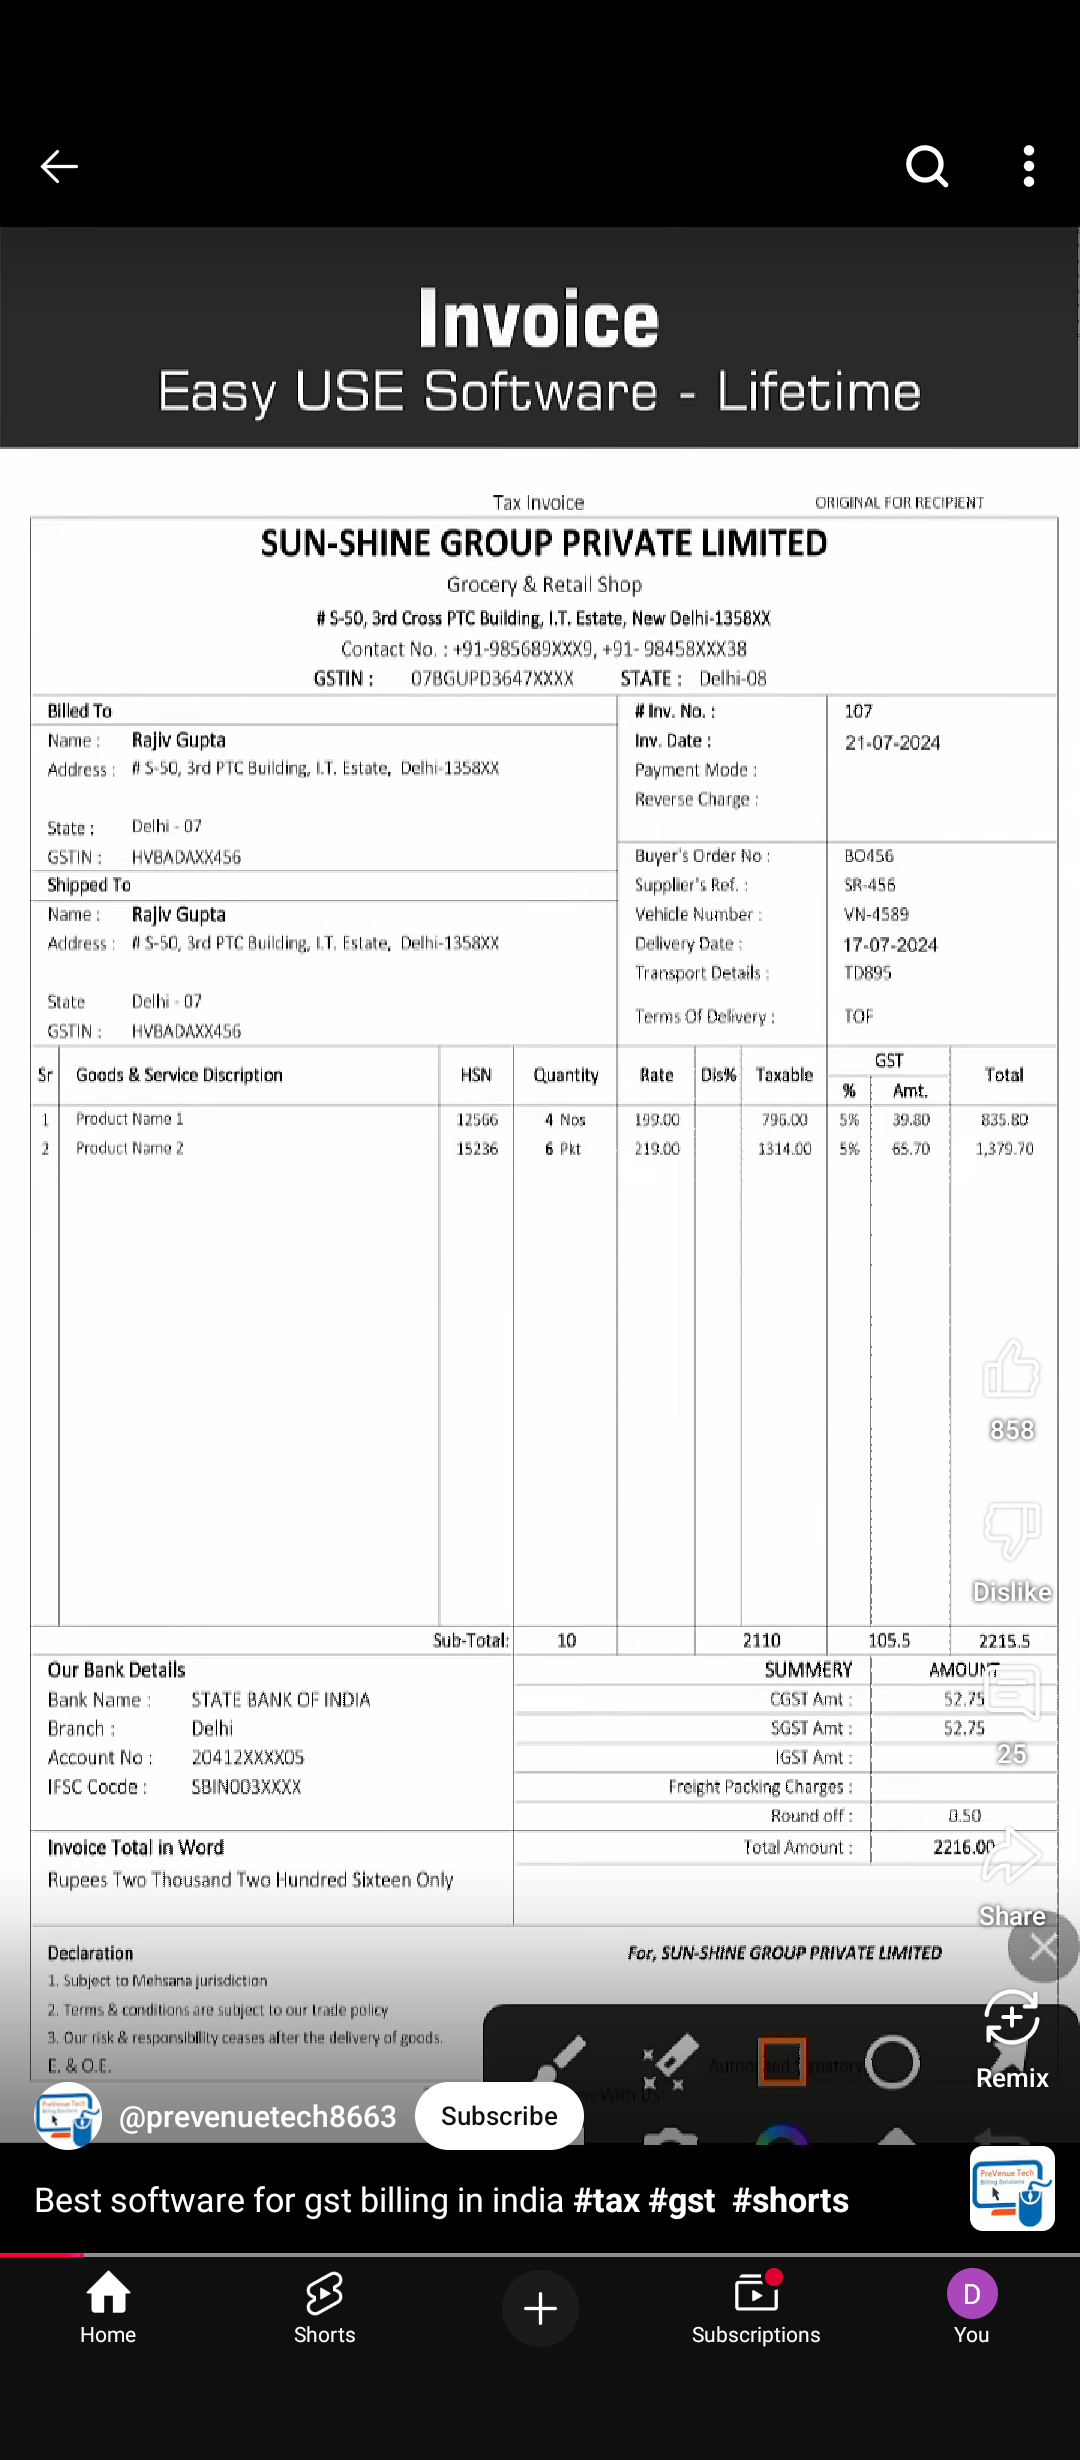 Invoice
Easy USE Software - Lifetime
Tax Invoice ORIGINAL FOR RECIPIENT
SUN-SHINE GROUP PRIVATE LIMITED
Grocery & Retail Shop
# S-50, 3rd Cross PTC Building, I.T. Estate, New Delhi-1358XX
Contact No. : +91-985689XXX9, +91- 98458XXX38
GSTIN : 07BGUPD3647XXXX STATE : Delhi-08
Billed To # Inv. No. : 107
Name : Rajiv Gupta Inv. Date : 21-07-2024
Address : # S-50, 3rd PTC Building, I.T. Estate, Delhi-1358XX Payment Mode :
Reverse Charge :
State : Delhi - 07
GSTIN : HVBADAXX456 Buyer's Order No : BO456
Shipped To Supplier's Ref. : SR-456
Name : Rajiv Gupta Vehicle Number : VN-4589
Address : # S-50, 3rd PTC Building, I.T. Estate, Delhi-1358XX Delivery Date : 17-07-2024
Transport Details : TD895
State Delhi - 07
Terms Of Delivery : TOF
GSTIN : HVBADAXX456
Sr Goods & Service Discription HSN Quantity Rate Dis% Taxable GST Total
% Amt.
1 Product Name 1 12566 4 Nos 199.00 796.00 5% 39.80 835.80
2 Product Name 2 15236 6 Pkt 219.00 1314.00 5% 65.70 1,379.70
858
Dislike
Sub-Total: 10 2110 105.5 2215.5
Our Bank Details SUMMERY AMOUNT
Bank Name : STATE BANK OF INDIA CGST Amt : 52.75
Branch : Delhi SGST Amt : 52.75
Account No : 20412XXXX05 IGST Amt : 25
IFSC Cocde : SBIN003XXXX Freight Packing Charges :
Round off : 0.50
Invoice Total in Word Total Amount : 2216.00
Rupees Two Thousand Two Hundred Sixteen Only
Share
Declaration For, SUN-SHINE GROUP PRIVATE LIMITED
1. Subject to Mehsana jurisdiction
2. Terms & conditions are subject to our trade policy
3. Our risk & responsibility ceases after the delivery of goods.
E. & O.E. Signatory
Remix
With US!
@prevenuetech8663 Subscribe
PreVenue Tech
Billing Solutions
Best software for gst billing in india #tax #gst #shorts
Home Shorts Subscriptions D
You